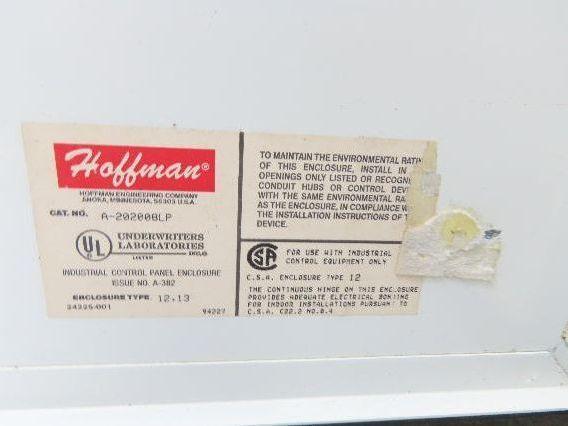 Hoffman®
HOFFMAN ENGINEERING COMPANY
ANOKA, MINNESOTA, 55303 U.S.A.
CAT. NO. A-202008LP
UL
UNDERWRITERS
LABORATORIES
INC.®
LISTED
INDUSTRIAL CONTROL PANEL ENCLOSURE
ISSUE NO. A-382
ENCLOSURE TYPE 12,13
34225-001 94227
TO MAINTAIN THE ENVIRONMENTAL RATIN
OF THIS ENCLOSURE, INSTALL IN
OPENINGS ONLY LISTED OR RECOGN
CONDUIT HUBS OR CONTROL DEVI
WITH THE SAME ENVIRONMENTAL RA
AS THE ENCLOSURE, IN COMPLIANCE W
THE INSTALLATION INSTRUCTIONS OF T
DEVICE.
FOR USE WITH INDUSTRIAL
CONTROL EQUIPMENT ONLY
C.S.A. ENCLOSURE TYPE 12
THE CONTINUOUS HINGE ON THIS ENCLOSURE
PROVIDES ADEQUATE ELECTRICAL BONDING
FOR INDOOR INSTALLATIONS PURSUANT TO
C.S.A. C22.2 NO.0.4